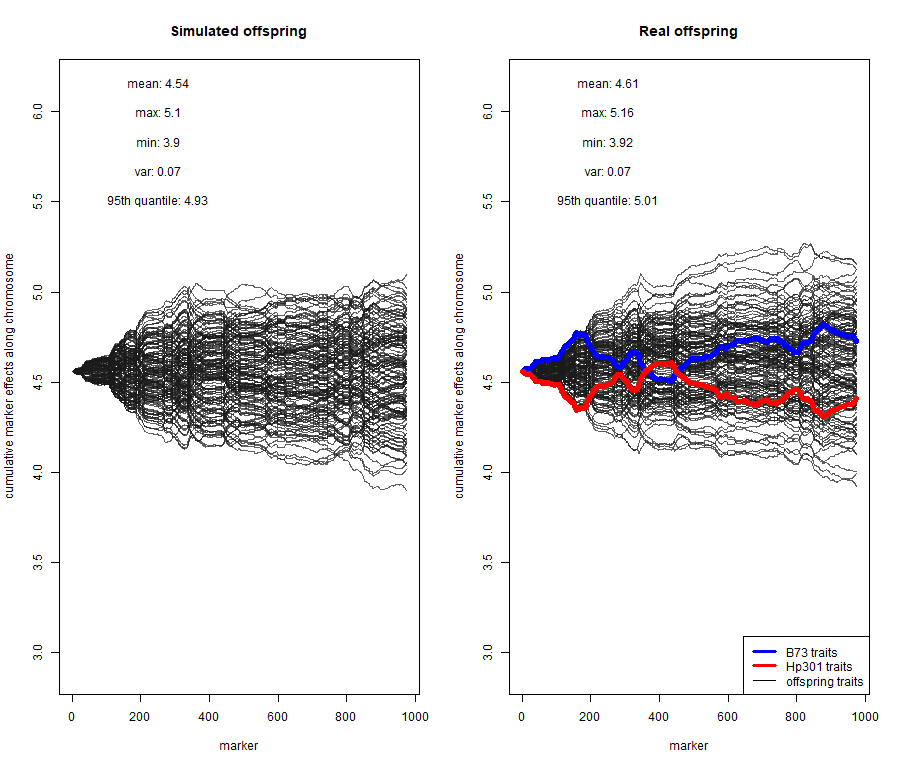 Simulated offspring
mean: 4.54
max: 5.1
min: 3.9
var: 0.07
95th quantile: 4.93
cumulative marker effects along chromosome
6.0
5.5
5.0
4.5
4.0
3.5
3.0
0 200 400 600 800 1000
marker
Real offspring
mean: 4.61
max: 5.16
min: 3.92
var: 0.07
95th quantile: 5.01
cumulative marker effects along chromosome
6.0
5.5
5.0
4.5
4.0
3.5
3.0
B73 traits
Hp301 traits
offspring traits
0 200 400 600 800 1000
marker